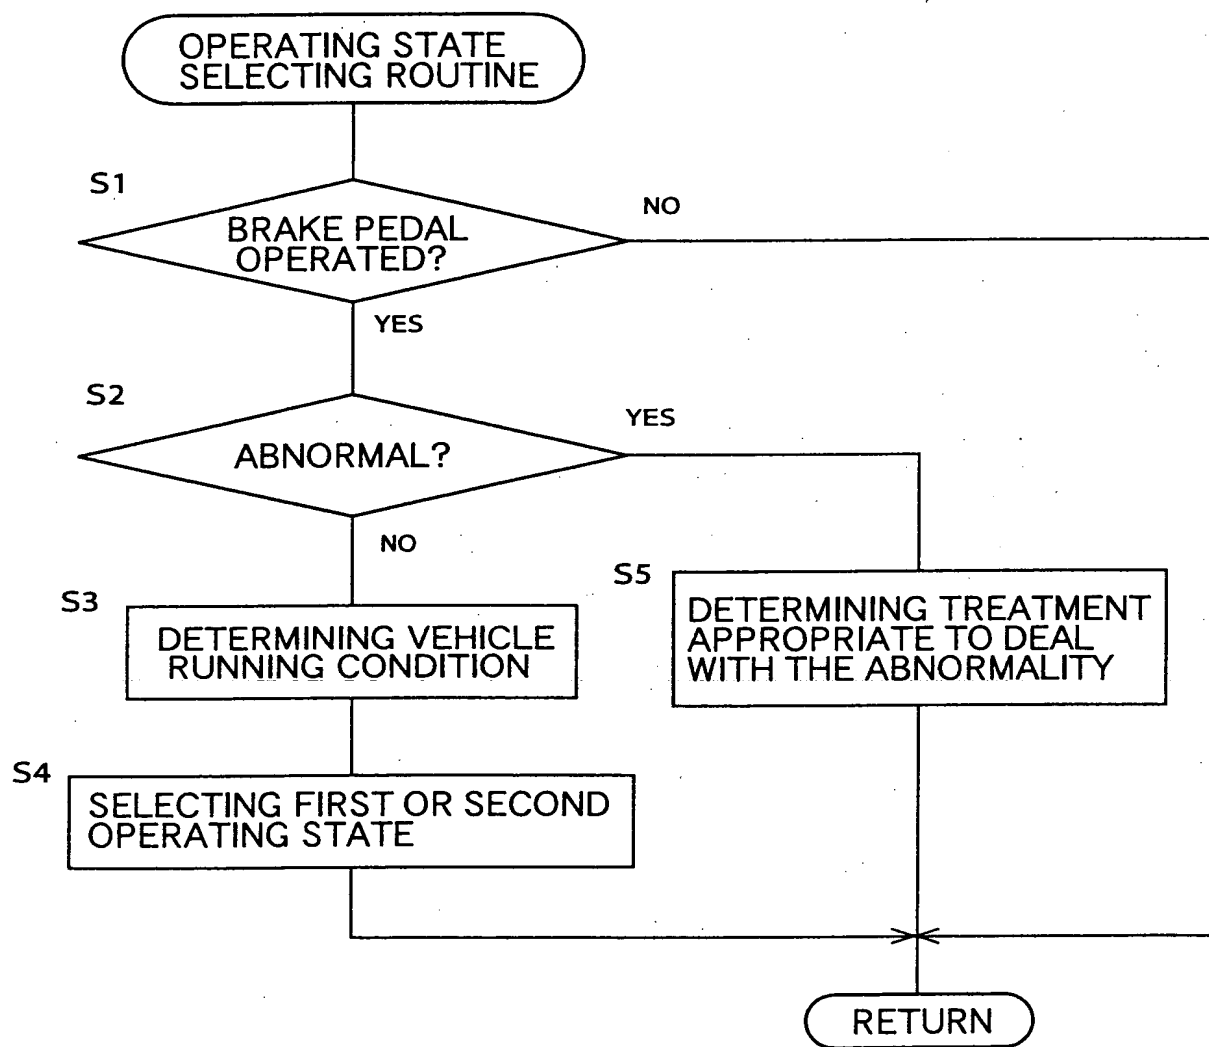 OPERATING STATE
SELECTING ROUTINE
S1
BRAKE PEDAL
OPERATED?
NO
YES
S2
ABNORMAL?
YES
NO
S3
DETERMINING VEHICLE
RUNNING CONDITION
S5
DETERMINING TREATMENT
APPROPRIATE TO DEAL
WITH THE ABNORMALITY
S4
SELECTING FIRST OR SECOND
OPERATING STATE
RETURN